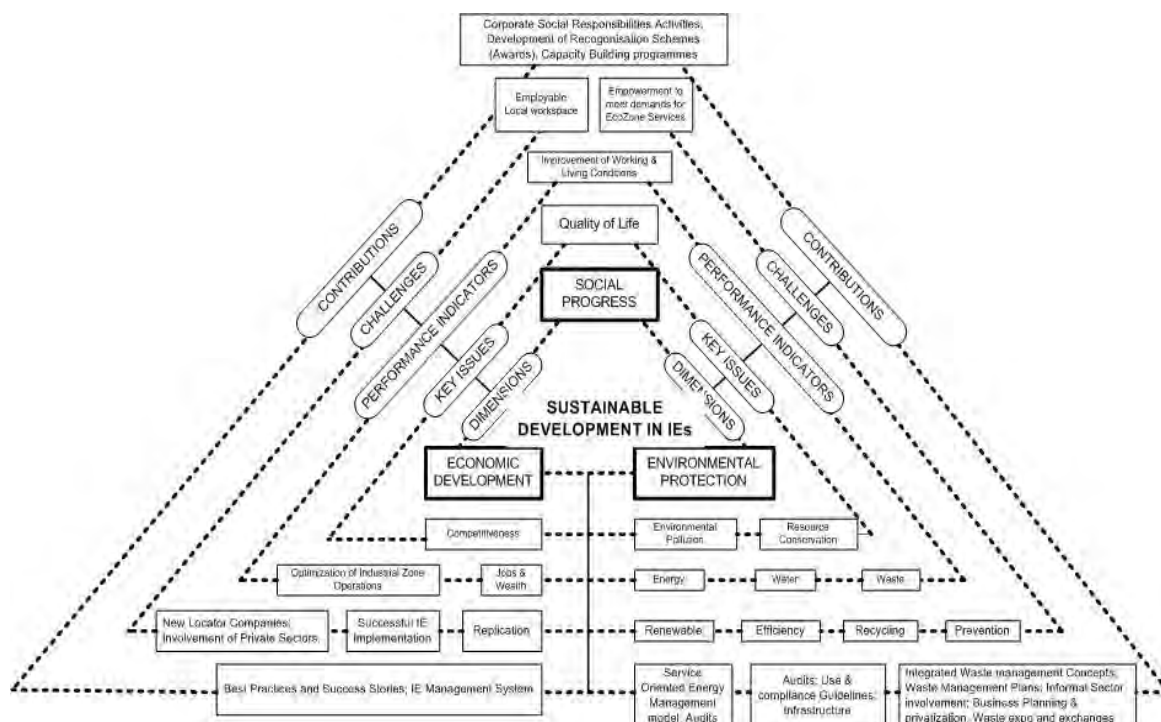 Corporate Social Responsibilities Activities;
Development of Recogonisation Schemes
(Awards), Capacity Building programmes
Employable
Local workspace
Empowerment to
meet demands for
EcoZone Services
Improvement of Working &
Living Conditions
Quality of Life
SOCIAL
PROGRESS
CONTRIBUTIONS
CHALLENGES
PERFORMANCE INDICATORS
KEY ISSUES
DIMENSIONS
DIMENSIONS
KEY ISSUES
PERFORMANCE INDICATORS
CHALLENGES
CONTRIBUTIONS
SUSTAINABLE
DEVELOPMENT IN IEs
ECONOMIC
DEVELOPMENT
ENVIRONMENTAL
PROTECTION
Competitiveness
Environmental
Pollution
Resource
Conservation
Optimization of Industrial Zone
Operations
Jobs &
Wealth
Energy
Water
Waste
New Locator Companies;
Involvement of Private Sectors
Successful IE
Implementation
Replication
Renewable
Efficiency
Recycling
Prevention
Best Practices and Success Stories; IE Management System
Service
Oriented Energy
Management
model; Audits
Audits; Use &
compliance Guidelines;
Infrastructure
Integrated Waste management Concepts;
Waste Management Plans; Informal Sector
involvement; Business Planning &
privatization, Waste expo and exchanges